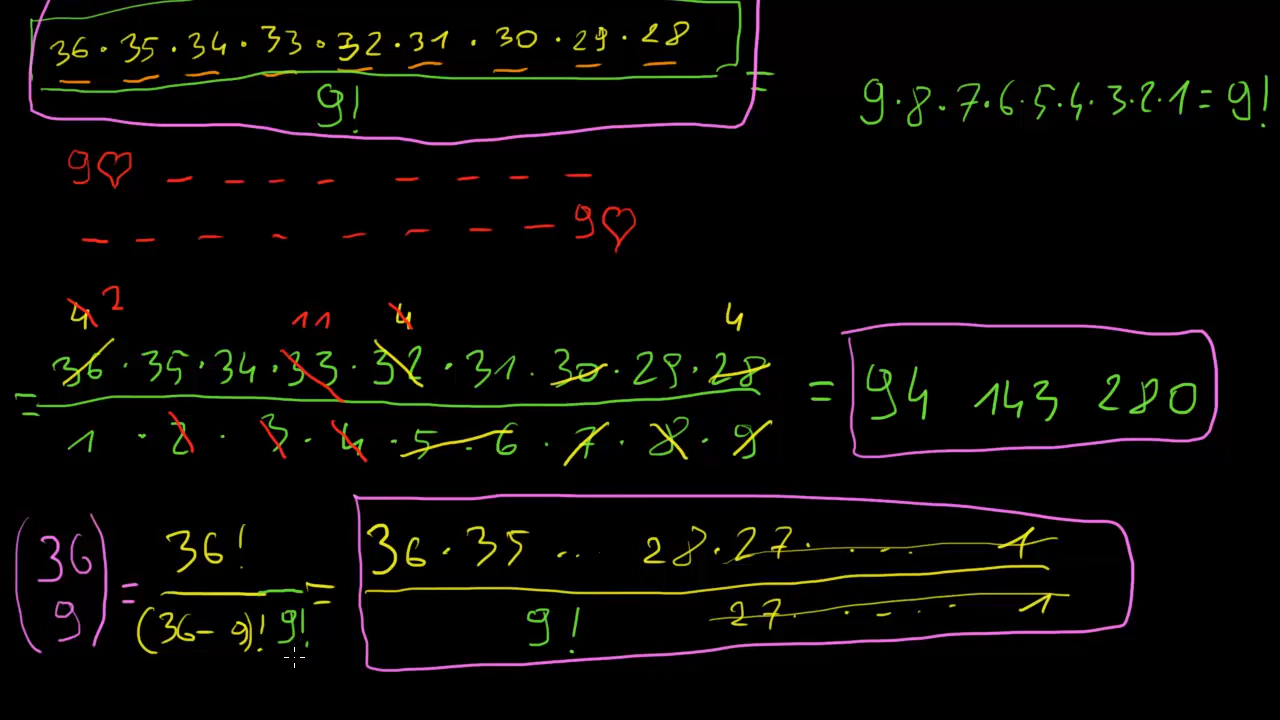 36 · 35 · 34 · 33 · 32 · 31 · 30 · 29 · 28
=
9!
9 · 8 · 7 · 6 · 5 · 4 · 3 · 2 · 1 = 9!
9♡ _ _ _ _ _ _ _ _
_ _ _ _ _ _ _ _ 9♡
4 2 11 4 4
36 · 35 · 34 · 33 · 32 · 31 · 30 · 29 · 28
= = 94 143 280
1 · 2 · 3 · 4 · 5 · 6 · 7 · 8 · 9
36 36! 36 · 35 ... 28 · 27 · ... 1
= =
9 (36 - 9)! 9! 9! 27 · ... 1